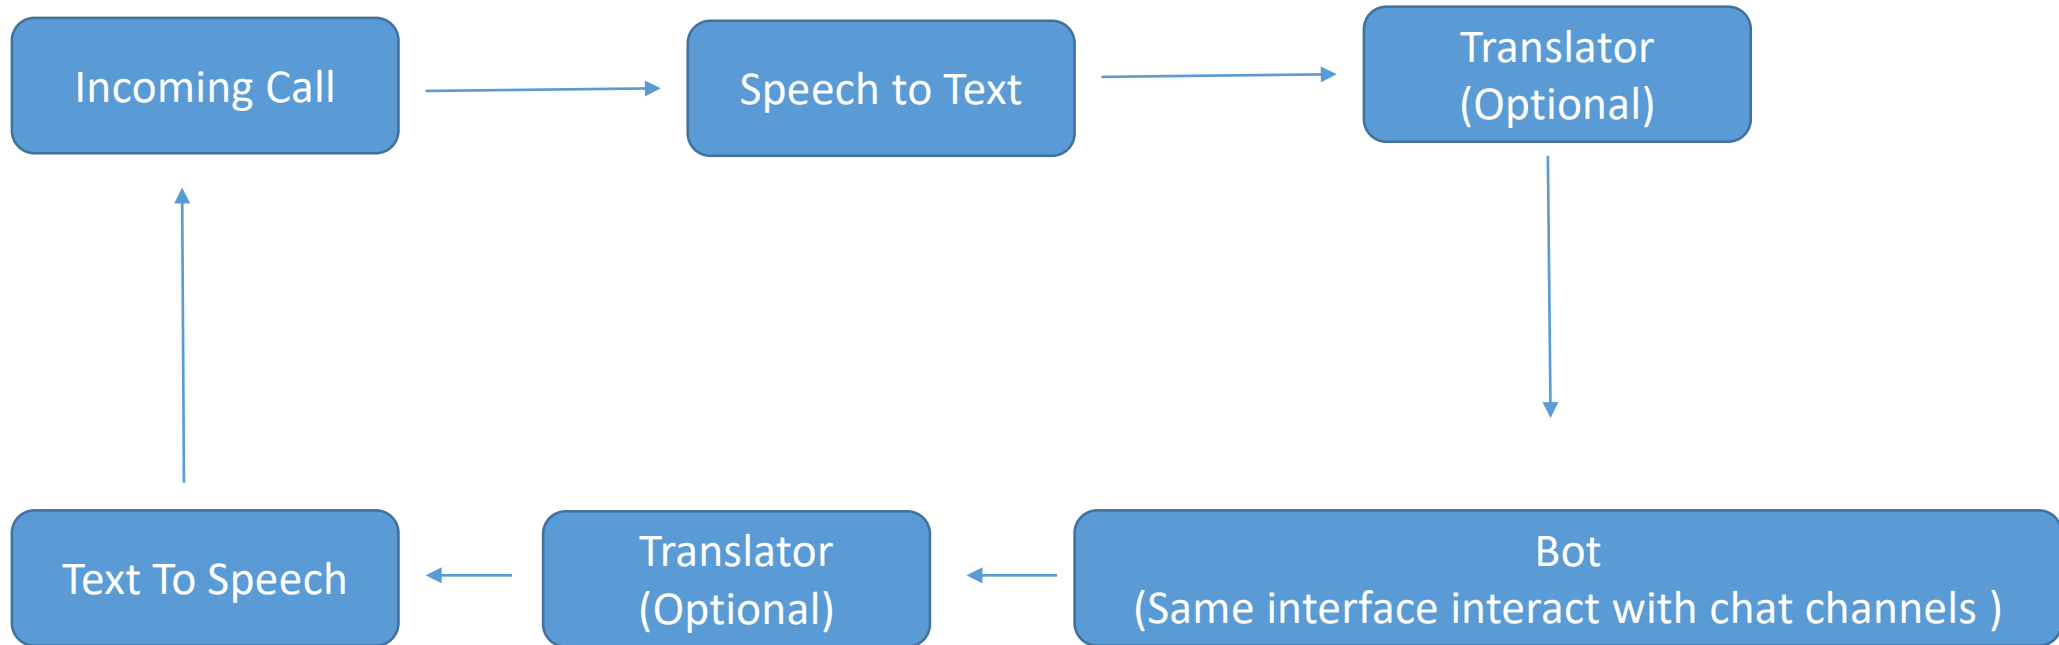 Incoming Call
Speech to Text
Translator
(Optional)
Text To Speech
Translator
(Optional)
Bot
(Same interface interact with chat channels )